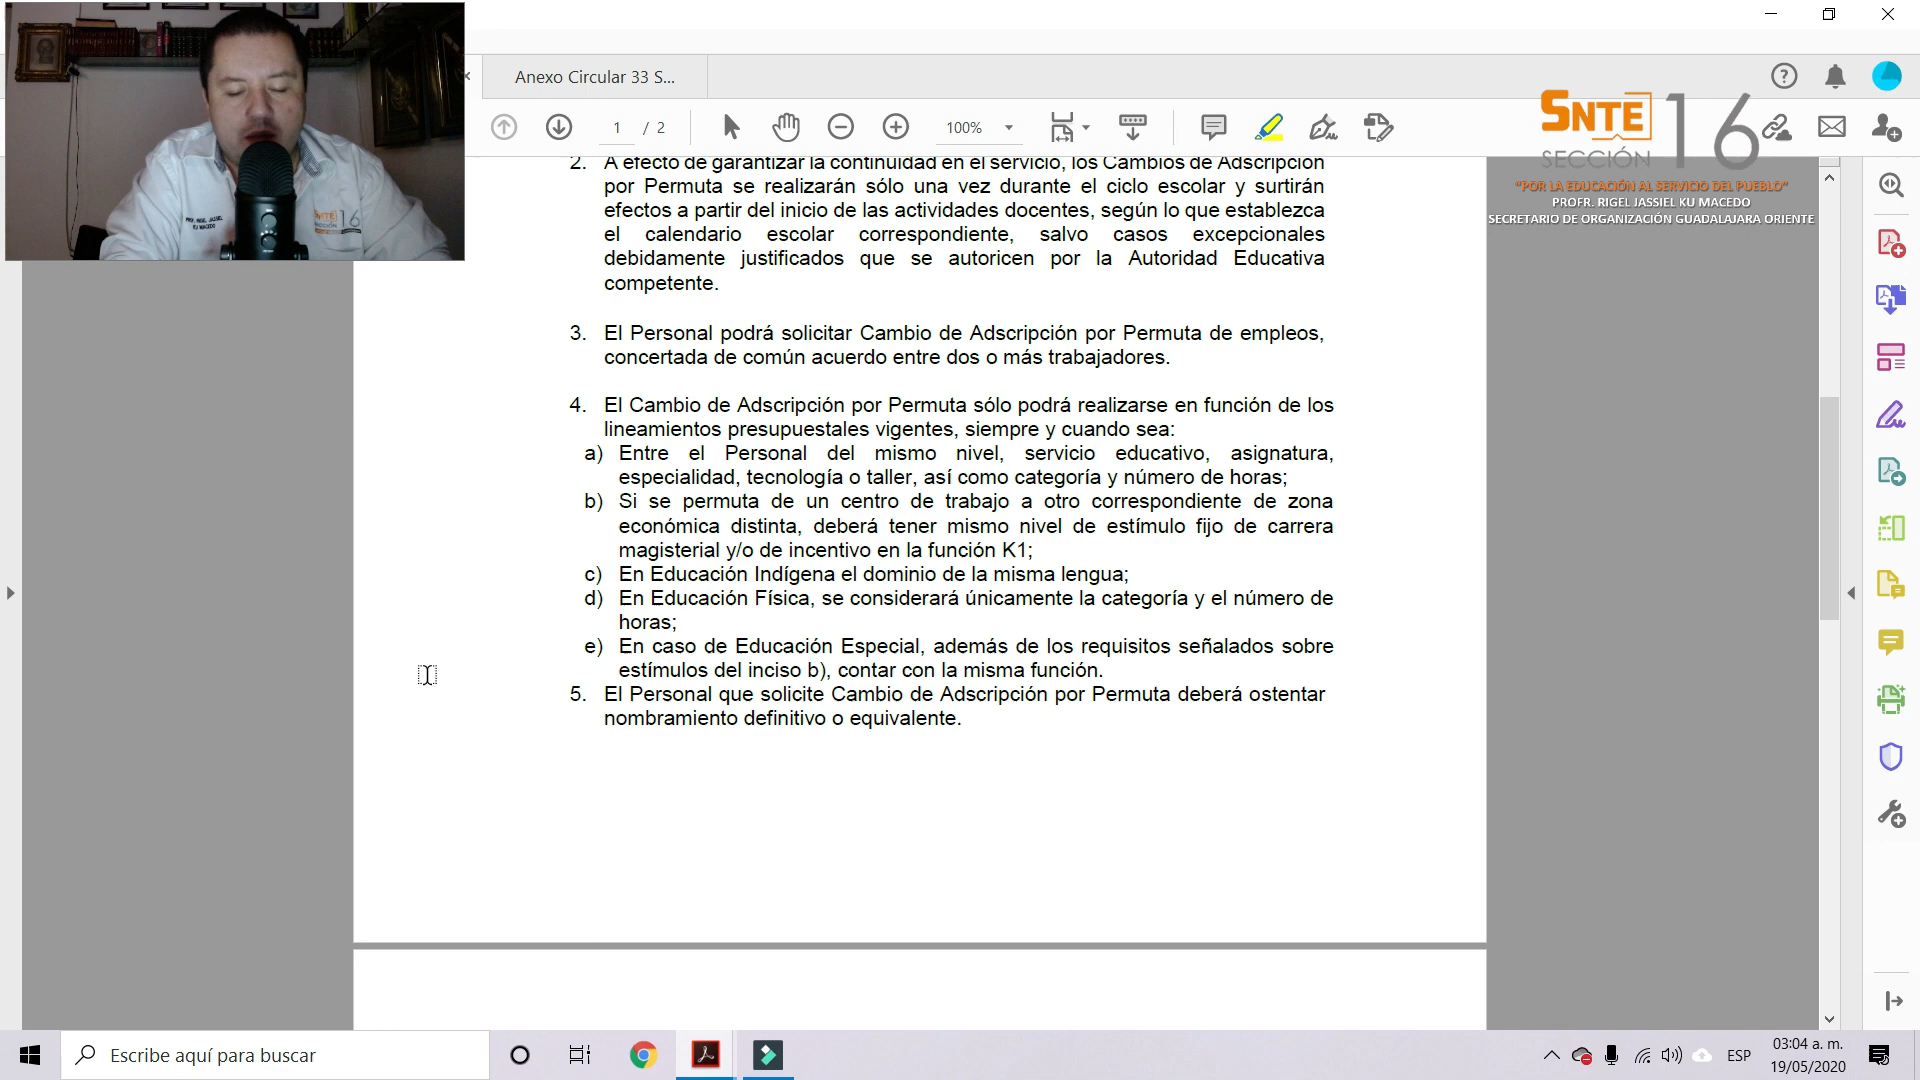 Anexo Circular 33 S...
1 / 2
100%
SNTE 16
SECCIÓN
"POR LA EDUCACIÓN AL SERVICIO DEL PUEBLO"
PROFR. RIGEL JASSIEL KU MACEDO
SECRETARIO DE ORGANIZACIÓN GUADALAJARA ORIENTE
PROF. RIGEL JASSIEL
KU MACEDO
SNTE 16
2. A efecto de garantizar la continuidad en el servicio, los Cambios de Adscripción
por Permuta se realizarán sólo una vez durante el ciclo escolar y surtirán
efectos a partir del inicio de las actividades docentes, según lo que establezca
el calendario escolar correspondiente, salvo casos excepcionales
debidamente justificados que se autoricen por la Autoridad Educativa
competente.
3. El Personal podrá solicitar Cambio de Adscripción por Permuta de empleos,
concertada de común acuerdo entre dos o más trabajadores.
4. El Cambio de Adscripción por Permuta sólo podrá realizarse en función de los
lineamientos presupuestales vigentes, siempre y cuando sea:
a) Entre el Personal del mismo nivel, servicio educativo, asignatura,
especialidad, tecnología o taller, así como categoría y número de horas;
b) Si se permuta de un centro de trabajo a otro correspondiente de zona
económica distinta, deberá tener mismo nivel de estímulo fijo de carrera
magisterial y/o de incentivo en la función K1;
c) En Educación Indígena el dominio de la misma lengua;
d) En Educación Física, se considerará únicamente la categoría y el número de
horas;
e) En caso de Educación Especial, además de los requisitos señalados sobre
estímulos del inciso b), contar con la misma función.
5. El Personal que solicite Cambio de Adscripción por Permuta deberá ostentar
nombramiento definitivo o equivalente.
Escribe aquí para buscar
ESP
03:04 a. m.
19/05/2020